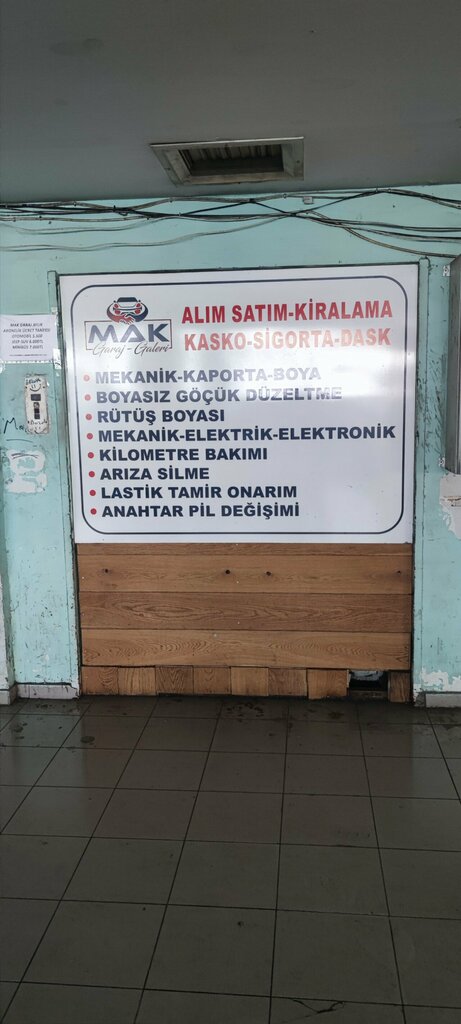 MAK
Garaj - Galeri
ALIM SATIM-KİRALAMA
KASKO-SİGORTA-DASK
MEKANİK-KAPORTA-BOYA
BOYASIZ GÖÇÜK DÜZELTME
RÜTÜŞ BOYASI
MEKANİK-ELEKTRİK-ELEKTRONİK
KİLOMETRE BAKIMI
ARIZA SİLME
LASTİK TAMİR ONARIM
ANAHTAR PİL DEĞİŞİMİ